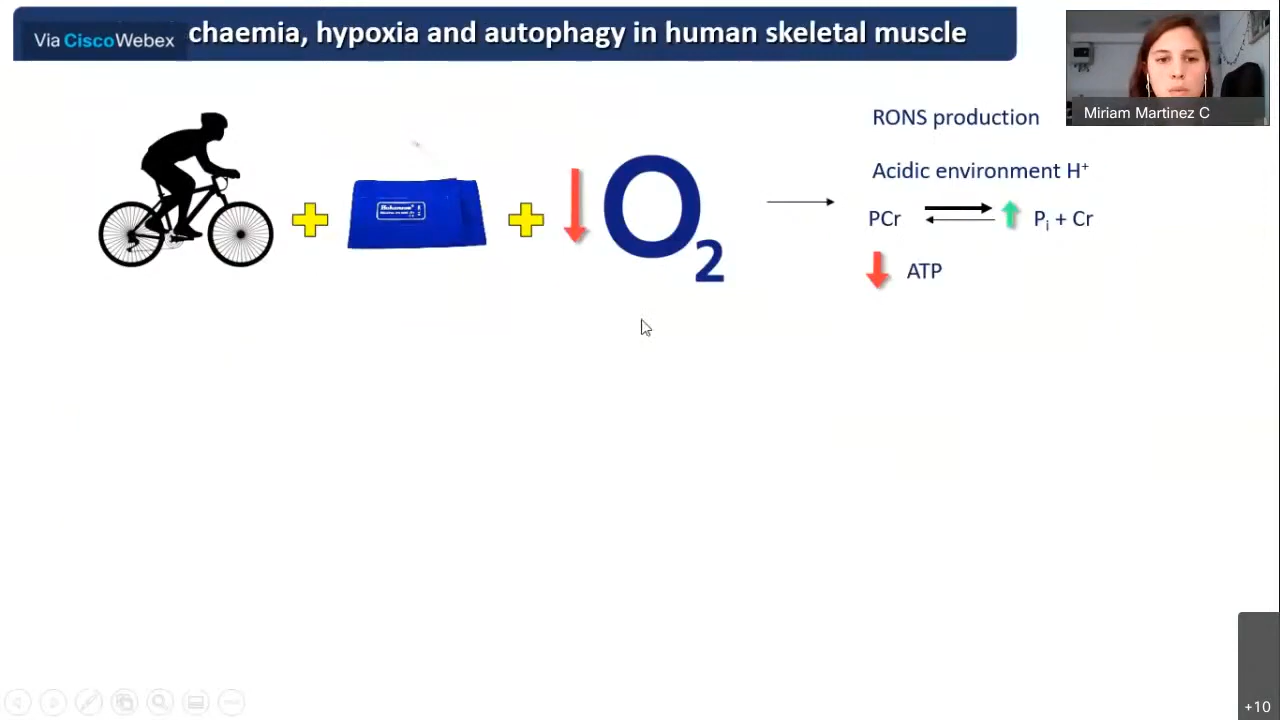 Via CiscoWebex
chaemia, hypoxia and autophagy in human skeletal muscle
Miriam Martinez C
RONS production
Acidic environment H⁺
O₂
PCr
Pᵢ + Cr
ATP
+10